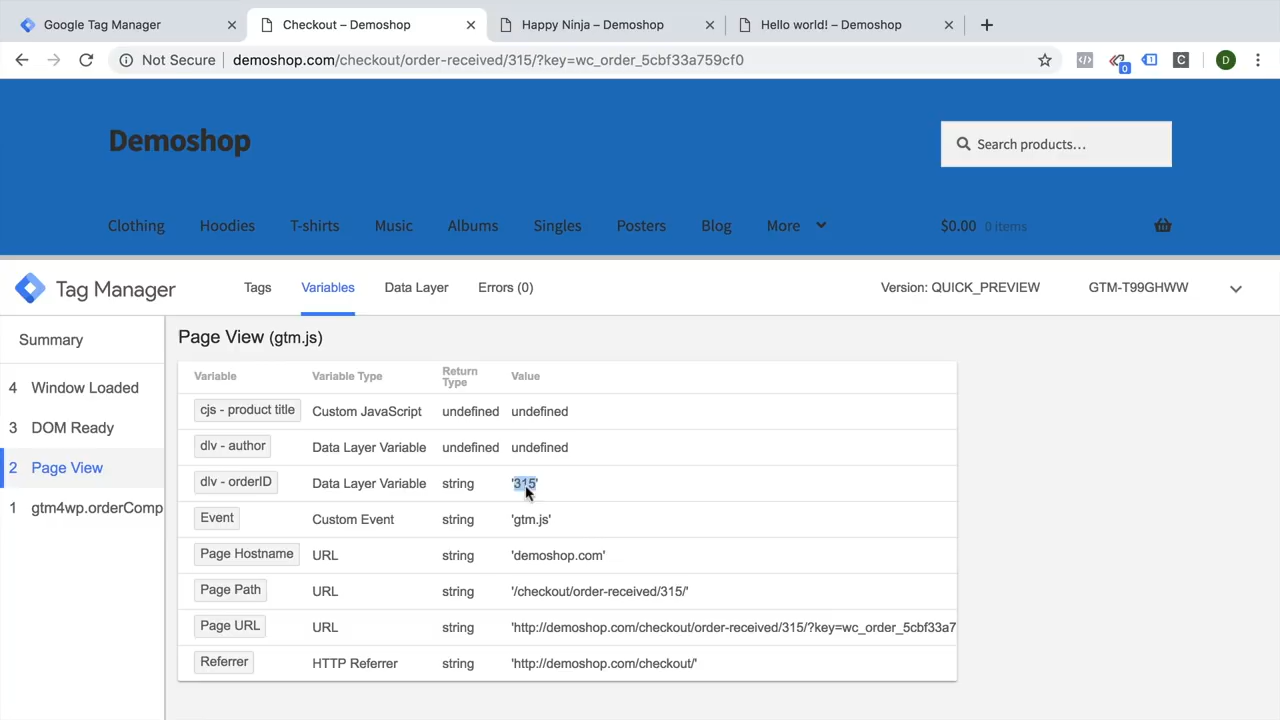 Google Tag Manager
Checkout – Demoshop
Happy Ninja – Demoshop
Hello world! – Demoshop
Not Secure
demoshop.com/checkout/order-received/315/?key=wc_order_5cbf33a759cf0
0
1
C
D
Demoshop
Search products…
Clothing
Hoodies
T-shirts
Music
Albums
Singles
Posters
Blog
More
$0.00 0 items
Tag Manager
Tags
Variables
Data Layer
Errors (0)
Version: QUICK_PREVIEW
GTM-T99GHWW
Summary
4 Window Loaded
3 DOM Ready
2 Page View
1 gtm4wp.orderComp
Page View (gtm.js)
Variable Variable Type Return Type Value
cjs - product title Custom JavaScript undefined undefined
dlv - author Data Layer Variable undefined undefined
dlv - orderID Data Layer Variable string '315'
Event Custom Event string 'gtm.js'
Page Hostname URL string 'demoshop.com'
Page Path URL string '/checkout/order-received/315/'
Page URL URL string 'http://demoshop.com/checkout/order-received/315/?key=wc_order_5cbf33a7
Referrer HTTP Referrer string 'http://demoshop.com/checkout/'